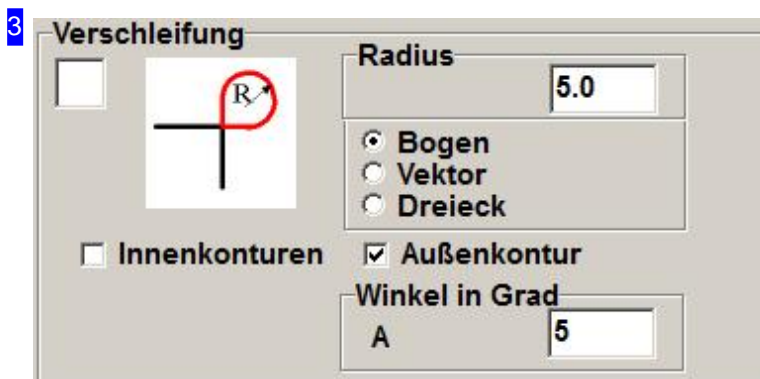 3
Verschleifung
Radius
R
5.0
Bogen
Vektor
Dreieck
Innenkonturen
Außenkontur
Winkel in Grad
A
5